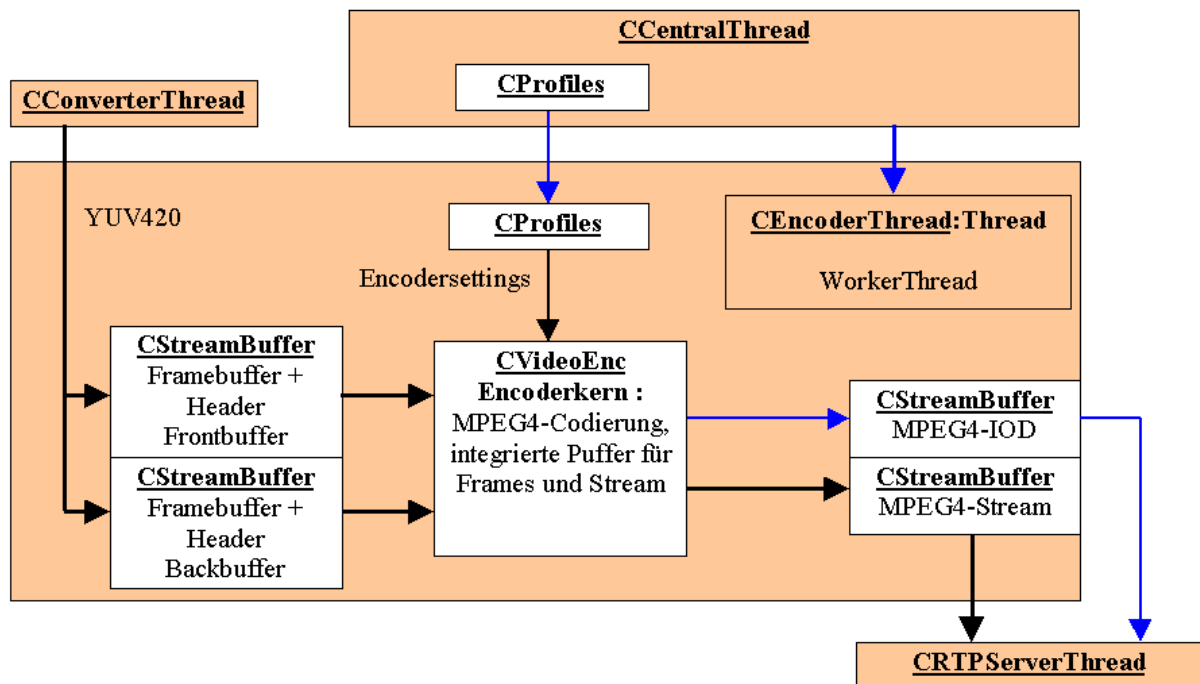 CCentralThread
CProfiles
CConverterThread
YUV420
CProfiles
CEncoderThread:Thread
WorkerThread
Encodersettings
CStreamBuffer
Framebuffer +
Header
Frontbuffer
CStreamBuffer
Framebuffer +
Header
Backbuffer
CVideoEnc
Encoderkern :
MPEG4-Codierung,
integrierte Puffer für
Frames und Stream
CStreamBuffer
MPEG4-IOD
CStreamBuffer
MPEG4-Stream
CRTPServerThread